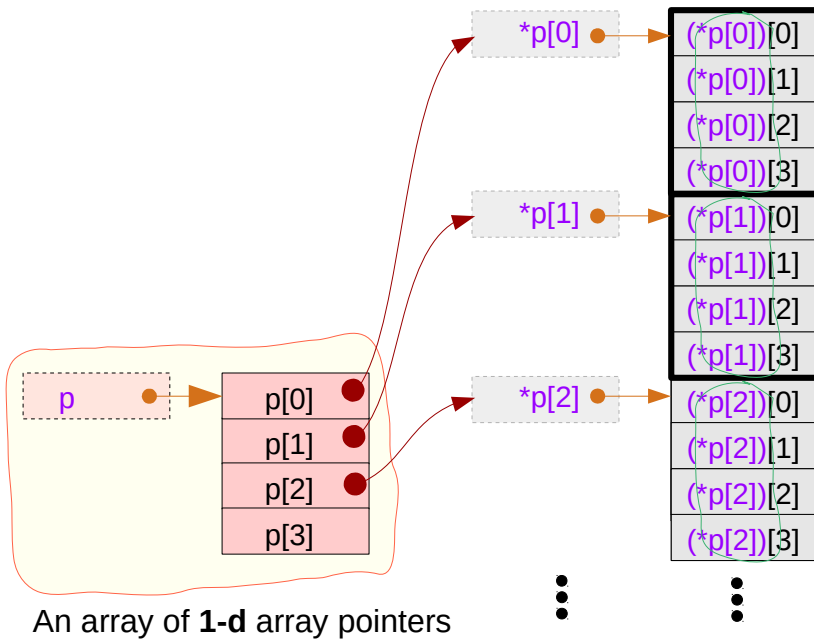 *p[0]
(*p[0])[0]
(*p[0])[1]
(*p[0])[2]
(*p[0])[3]
*p[1]
(*p[1])[0]
(*p[1])[1]
(*p[1])[2]
(*p[1])[3]
*p[2]
(*p[2])[0]
(*p[2])[1]
(*p[2])[2]
(*p[2])[3]
p
p[0]
p[1]
p[2]
p[3]
An array of 1-d array pointers